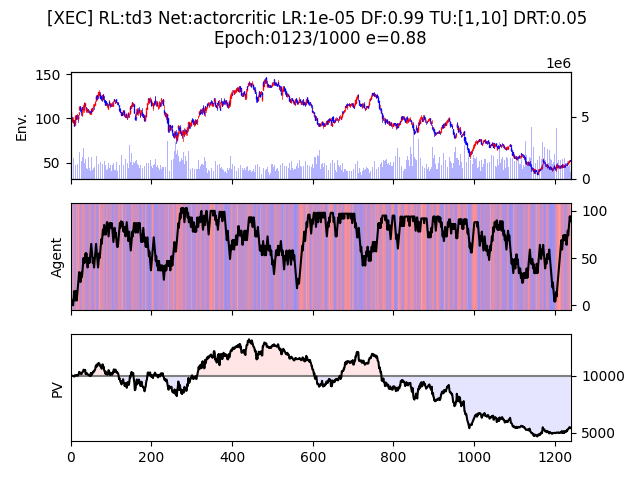 [XEC] RL:td3 Net:actorcritic LR:1e-05 DF:0.99 TU:[1,10] DRT:0.05
Epoch:0123/1000 e=0.88
1e6
150
100
50
Env.
5
0
Agent
100
50
0
PV
10000
5000
0 200 400 600 800 1000 1200